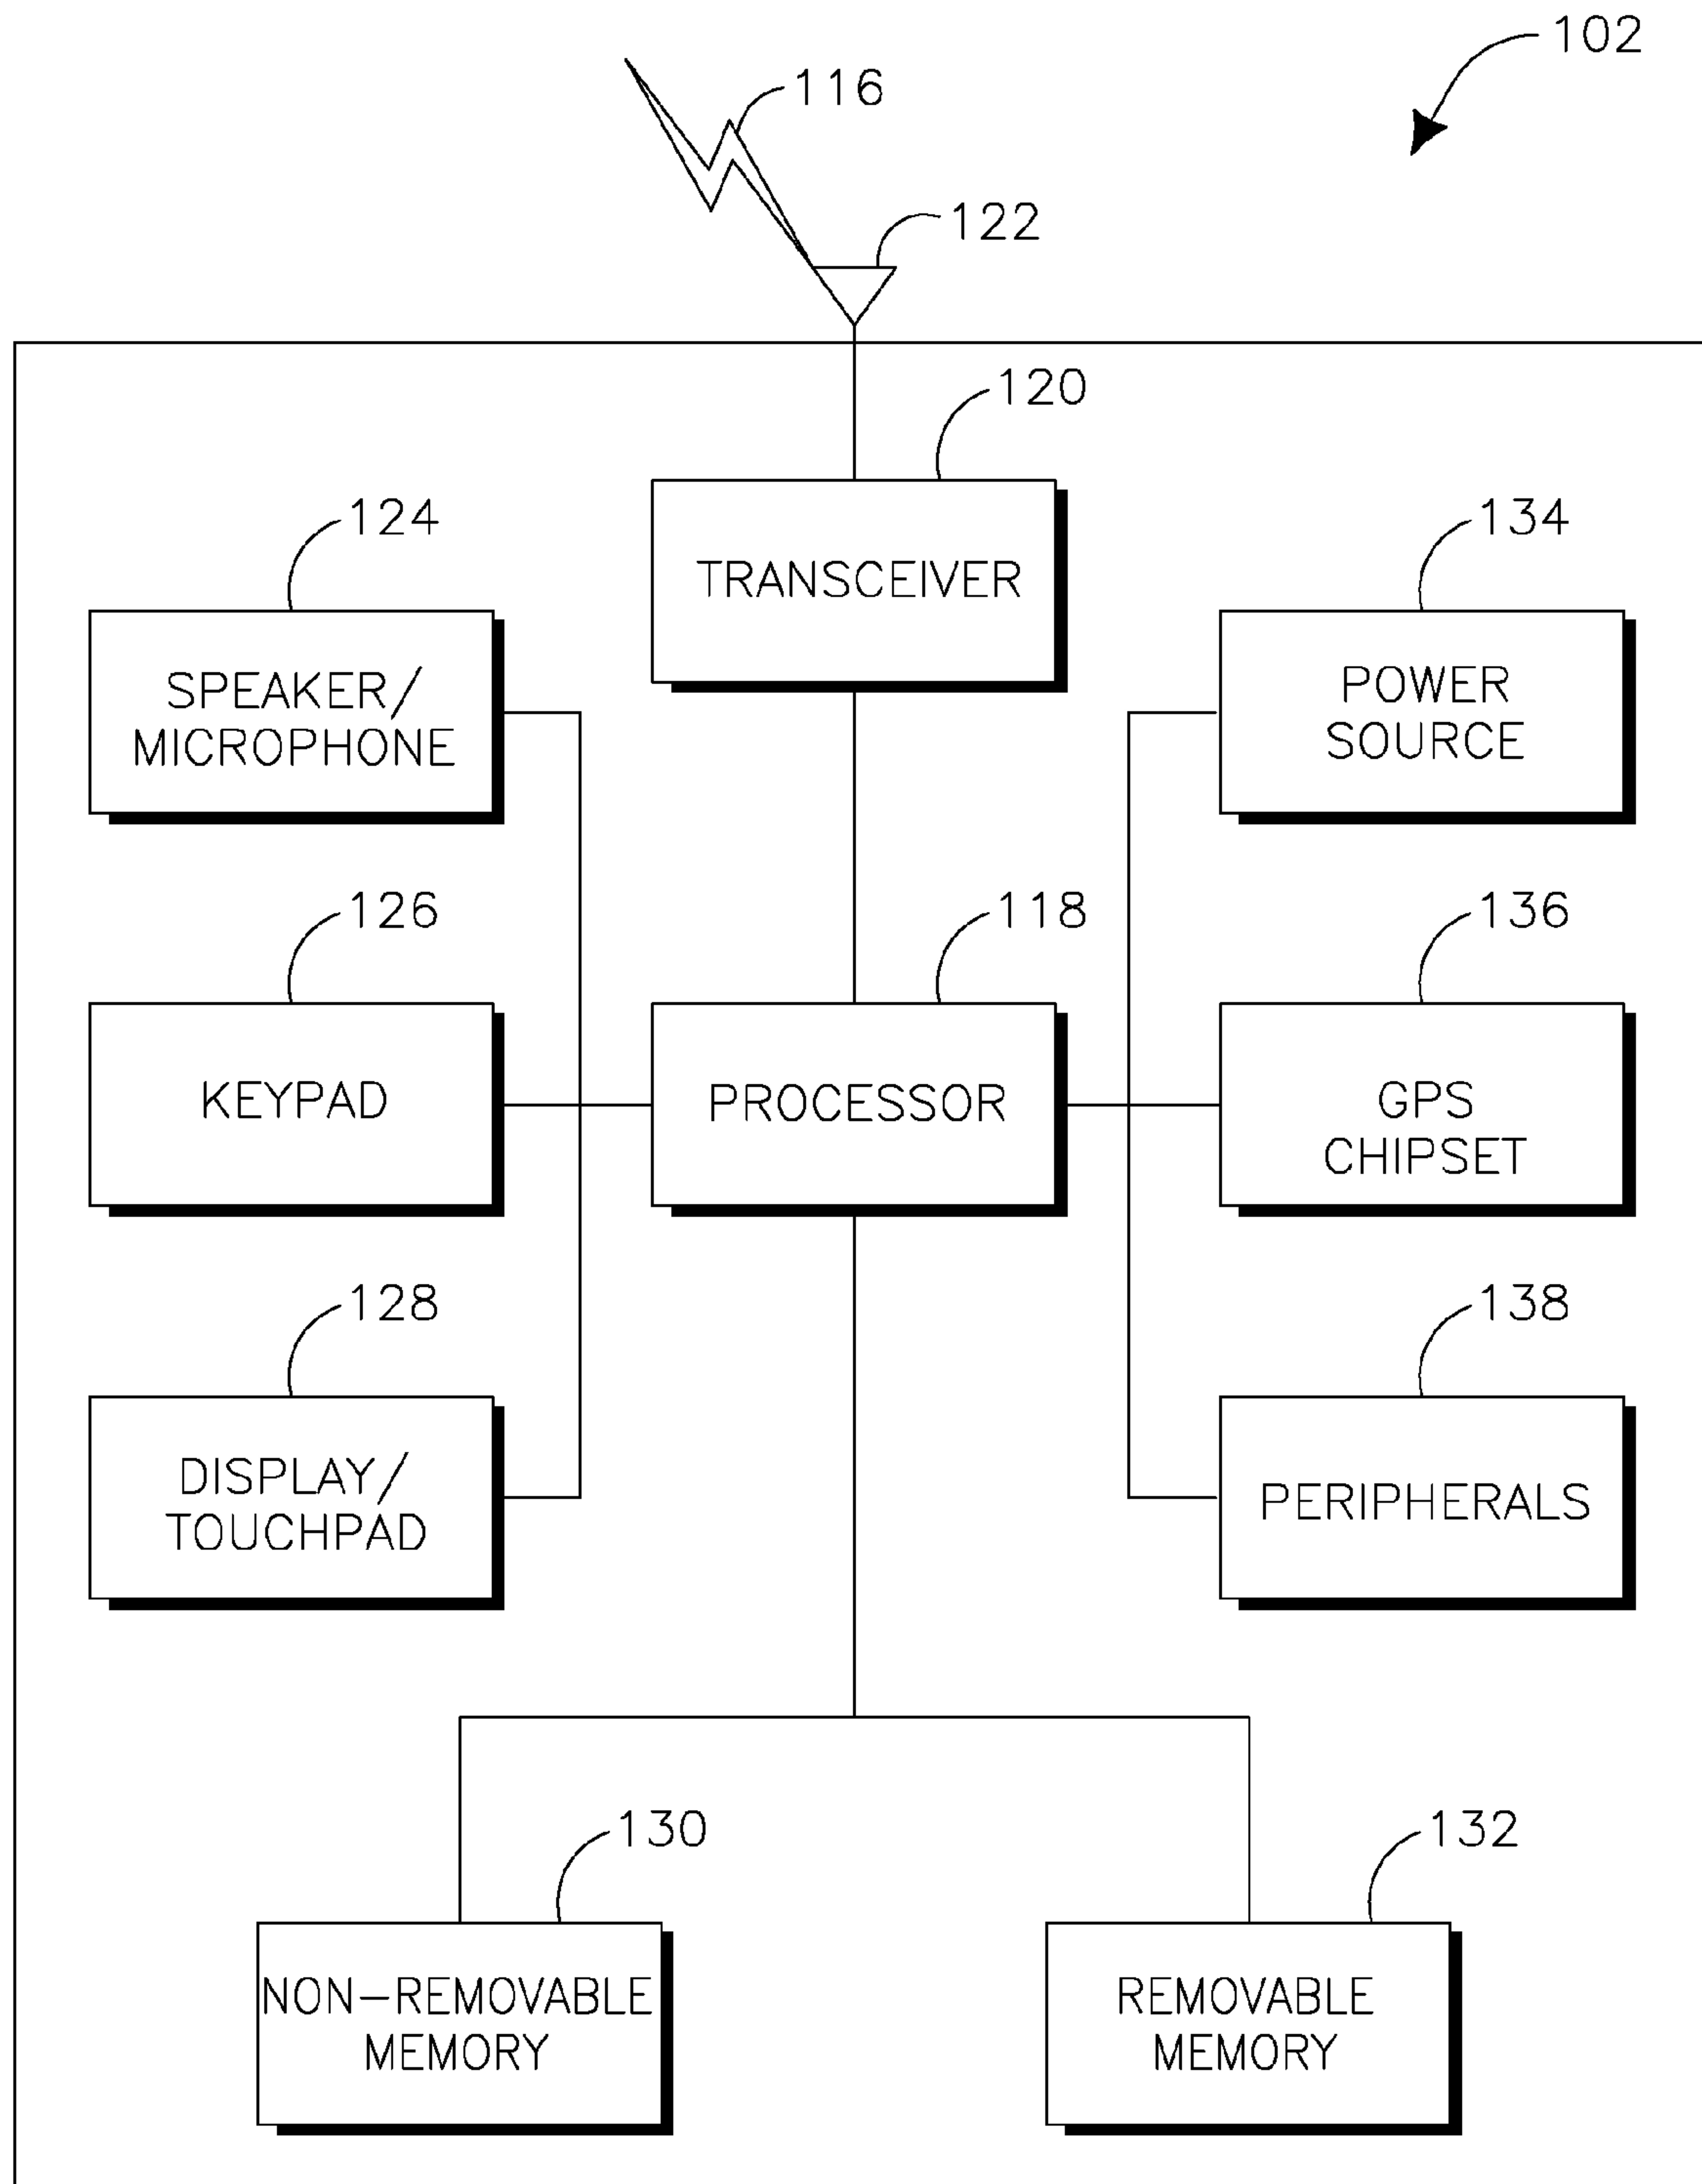 102
116
122
120
TRANSCEIVER
124
SPEAKER/
MICROPHONE
134
POWER
SOURCE
126
KEYPAD
118
PROCESSOR
136
GPS
CHIPSET
128
DISPLAY/
TOUCHPAD
138
PERIPHERALS
130
NON-REMOVABLE
MEMORY
132
REMOVABLE
MEMORY